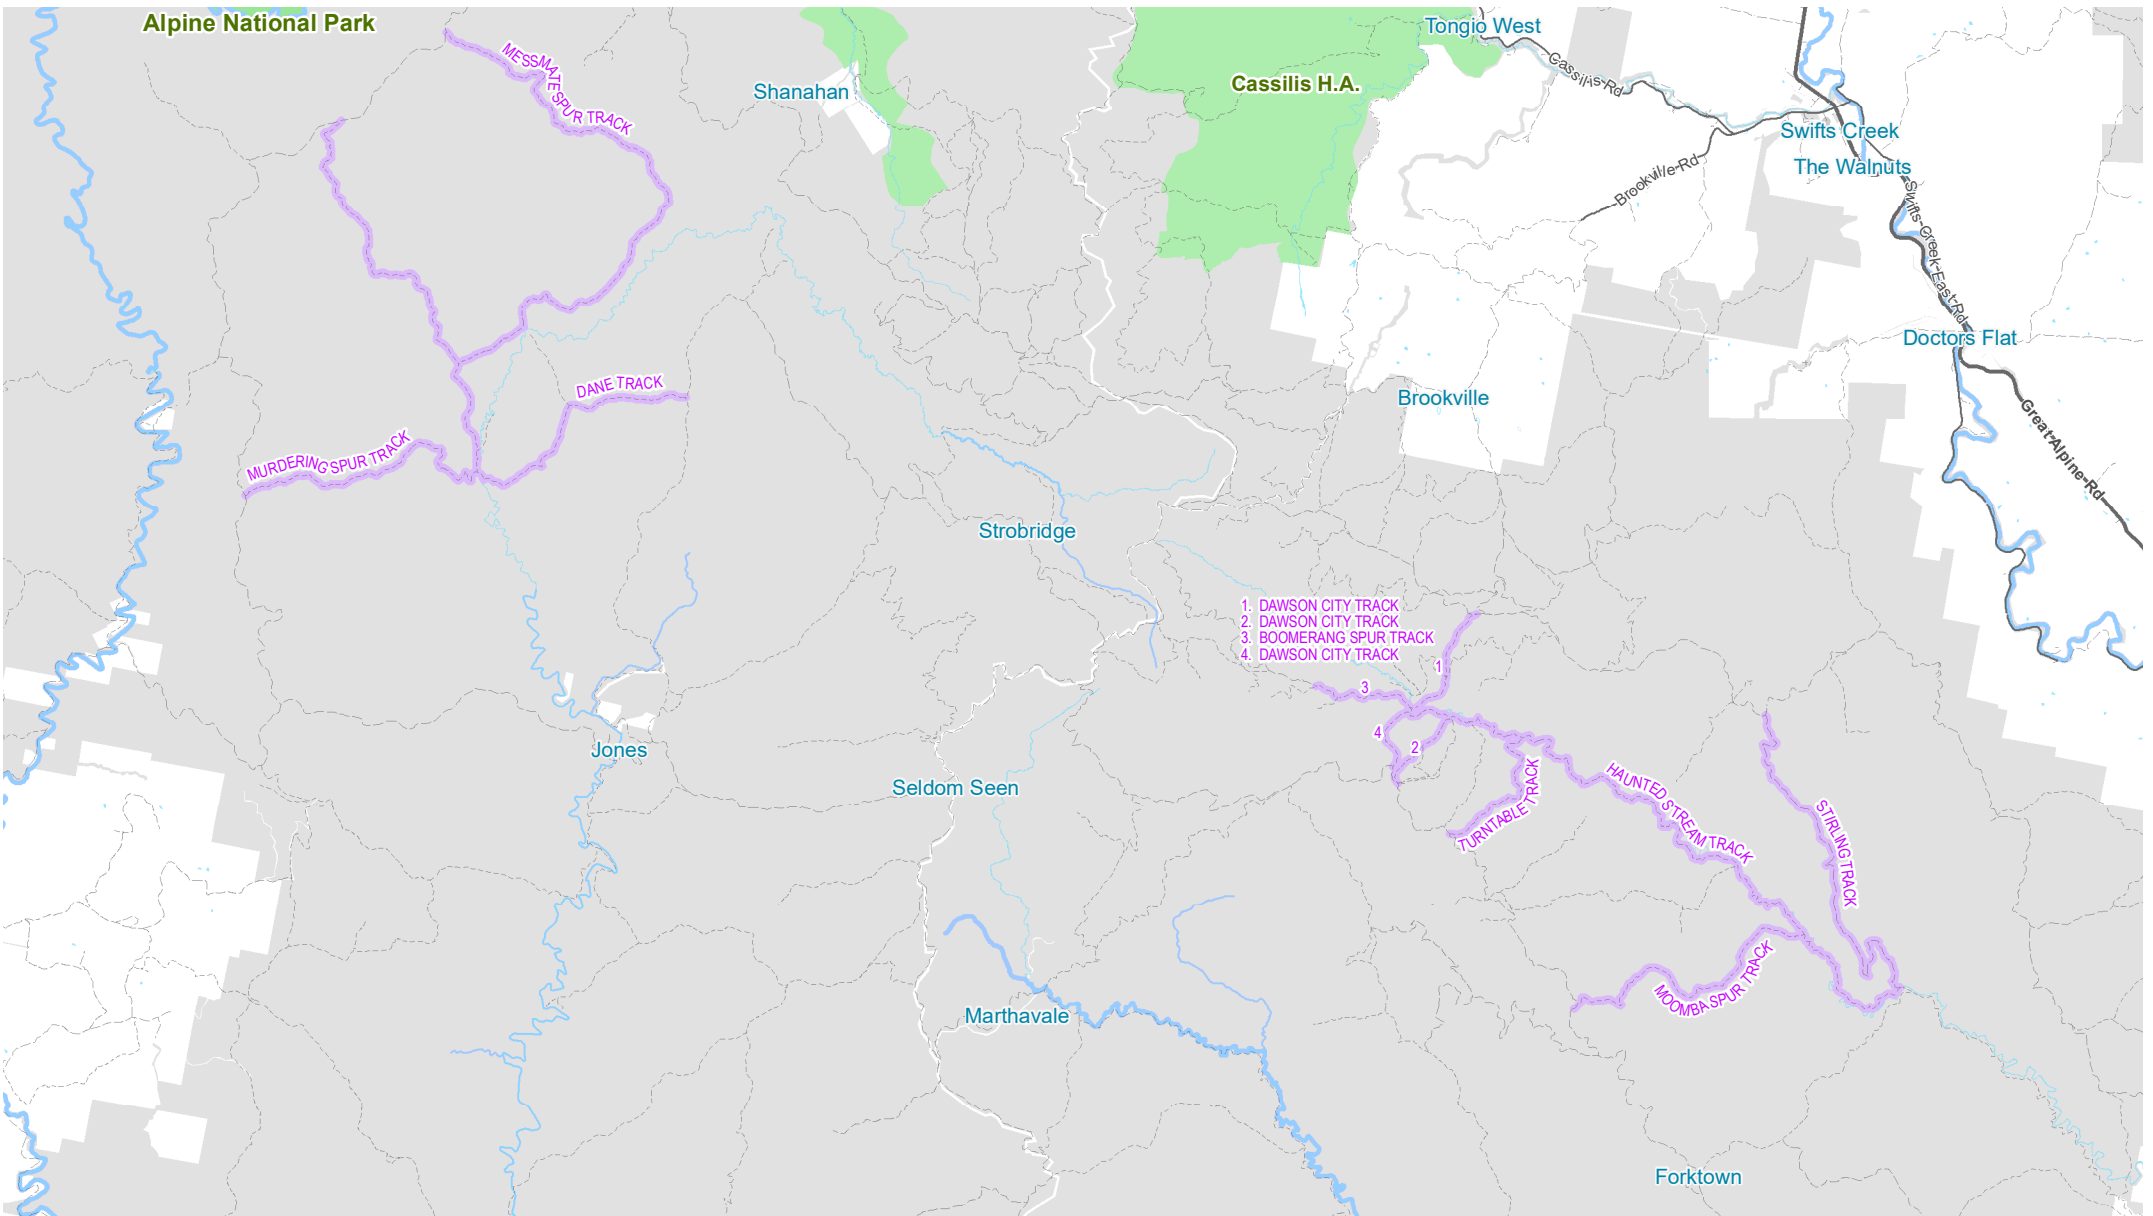 Alpine National Park
Tongio West
MESSMATE SPUR TRACK
Cassilis Rd
Shanahan
Cassilis H.A.
Swifts Creek
The Walnuts
Brookville Rd
Swifts Creek East Rd
Doctors Flat
DANE TRACK
Brookville
Great Alpine Rd
MURDERING SPUR TRACK
Strobridge
1. DAWSON CITY TRACK
2. DAWSON CITY TRACK
3. BOOMERANG SPUR TRACK
4. DAWSON CITY TRACK
1
3
4
2
Jones
Seldom Seen
HAUNTED STREAM TRACK
TURNTABLE TRACK
STIRLING TRACK
MOOMBA SPUR TRACK
Marthavale
Forktown